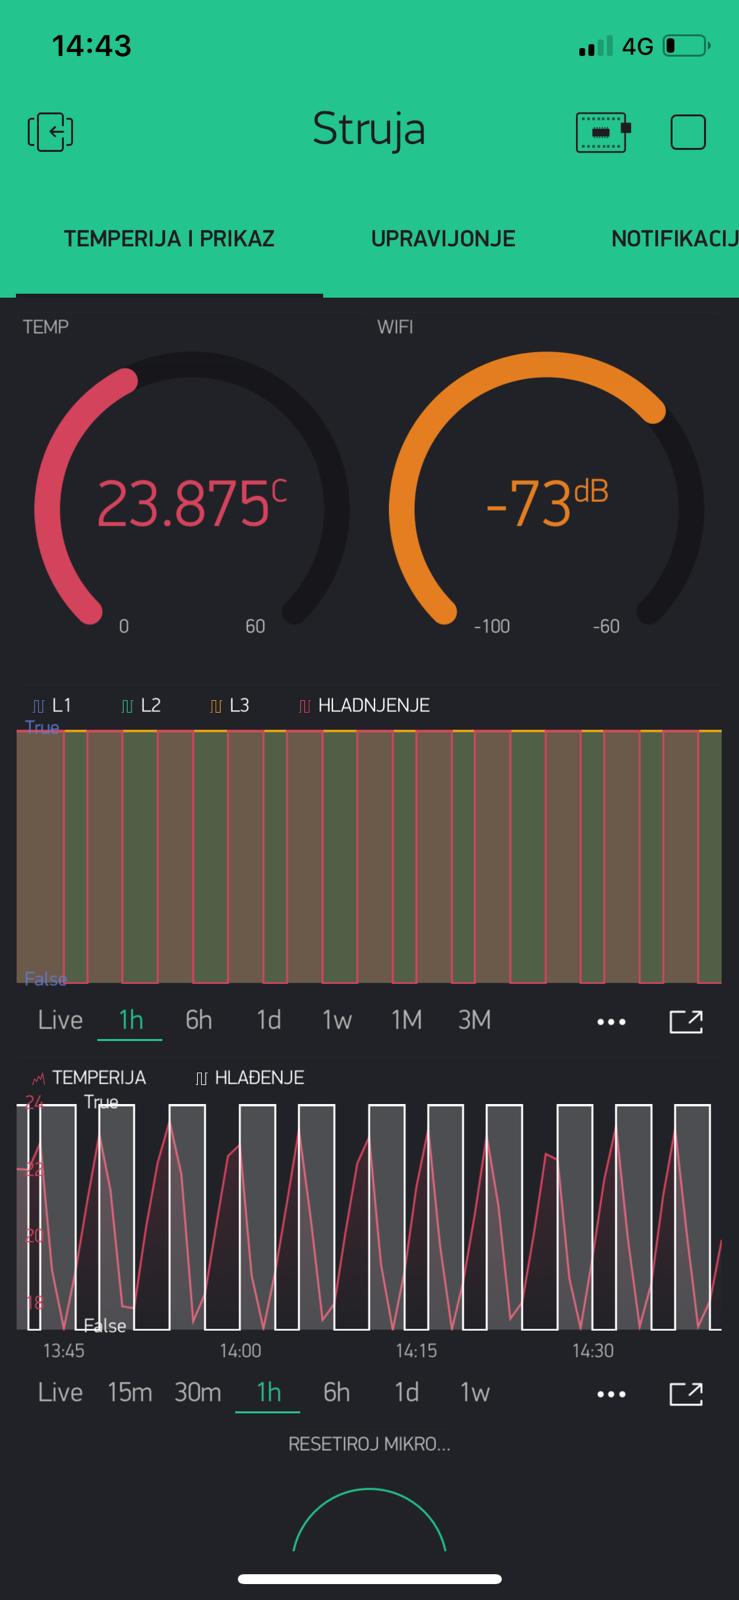 14:43
4G
Struja
TEMPERIJA I PRIKAZ UPRAVIJONJE NOTIFIKACIJ
TEMP WIFI
23.875C -73dB
0 60 -100 -60
L1 L2 L3 HLADNJENJE
True
False
Live 1h 6h 1d 1w 1M 3M
TEMPERIJA HLAĐENJE
24 True
22
20
18
False
13:45 14:00 14:15 14:30
Live 15m 30m 1h 6h 1d 1w
RESETIROJ MIKRO...